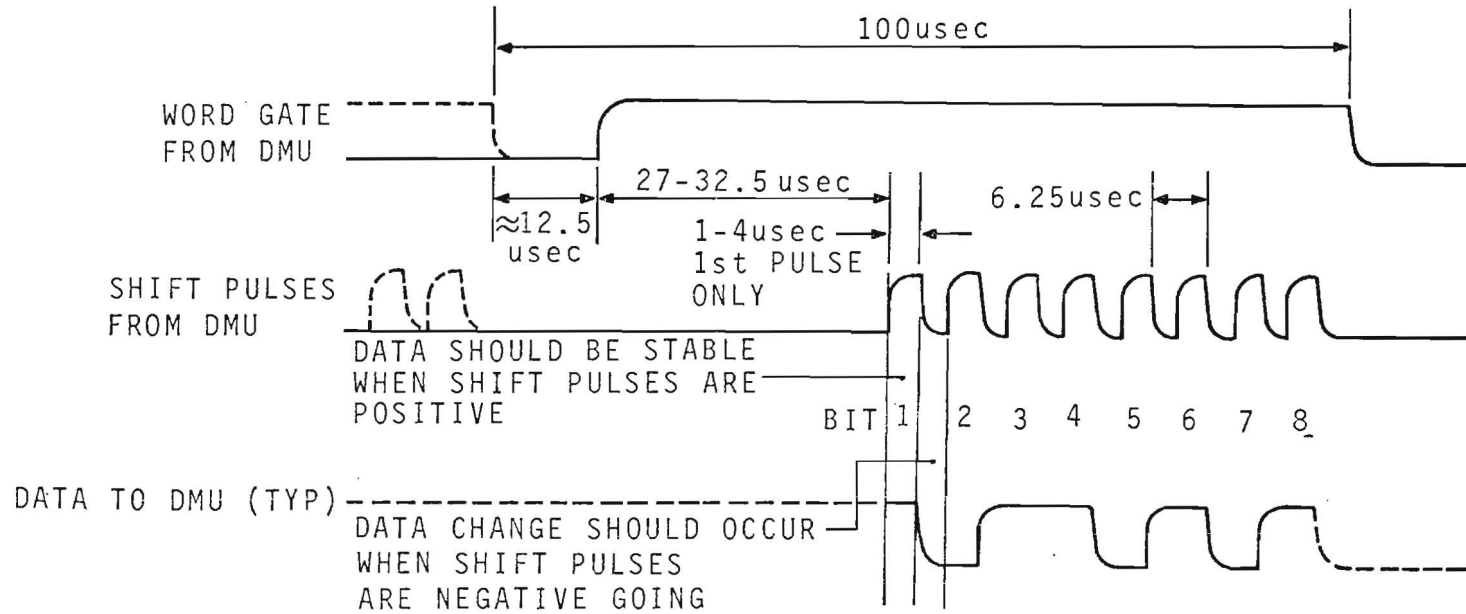 100usec
WORD GATE
FROM DMU
27-32.5 usec
6.25usec
≈12.5
usec
1-4usec
1st PULSE
ONLY
SHIFT PULSES
FROM DMU
DATA SHOULD BE STABLE
WHEN SHIFT PULSES ARE
POSITIVE
BIT 1 2 3 4 5 6 7 8
DATA TO DMU (TYP)
DATA CHANGE SHOULD OCCUR
WHEN SHIFT PULSES
ARE NEGATIVE GOING